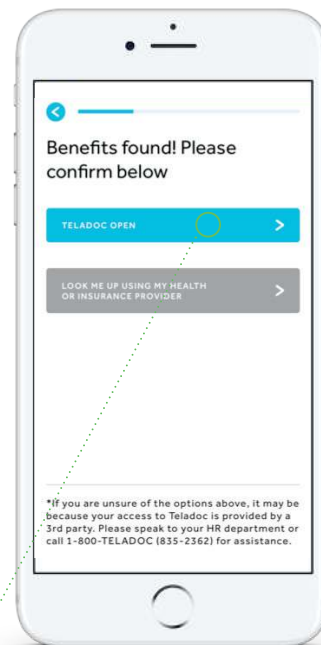 Benefits found! Please
confirm below
TELADOC OPEN
LOOK ME UP USING MY HEALTH
OR INSURANCE PROVIDER
*If you are unsure of the options above, it may be
because your access to Teladoc is provided by a
3rd party. Please speak to your HR department or
call 1-800-TELADOC (835-2362) for assistance.